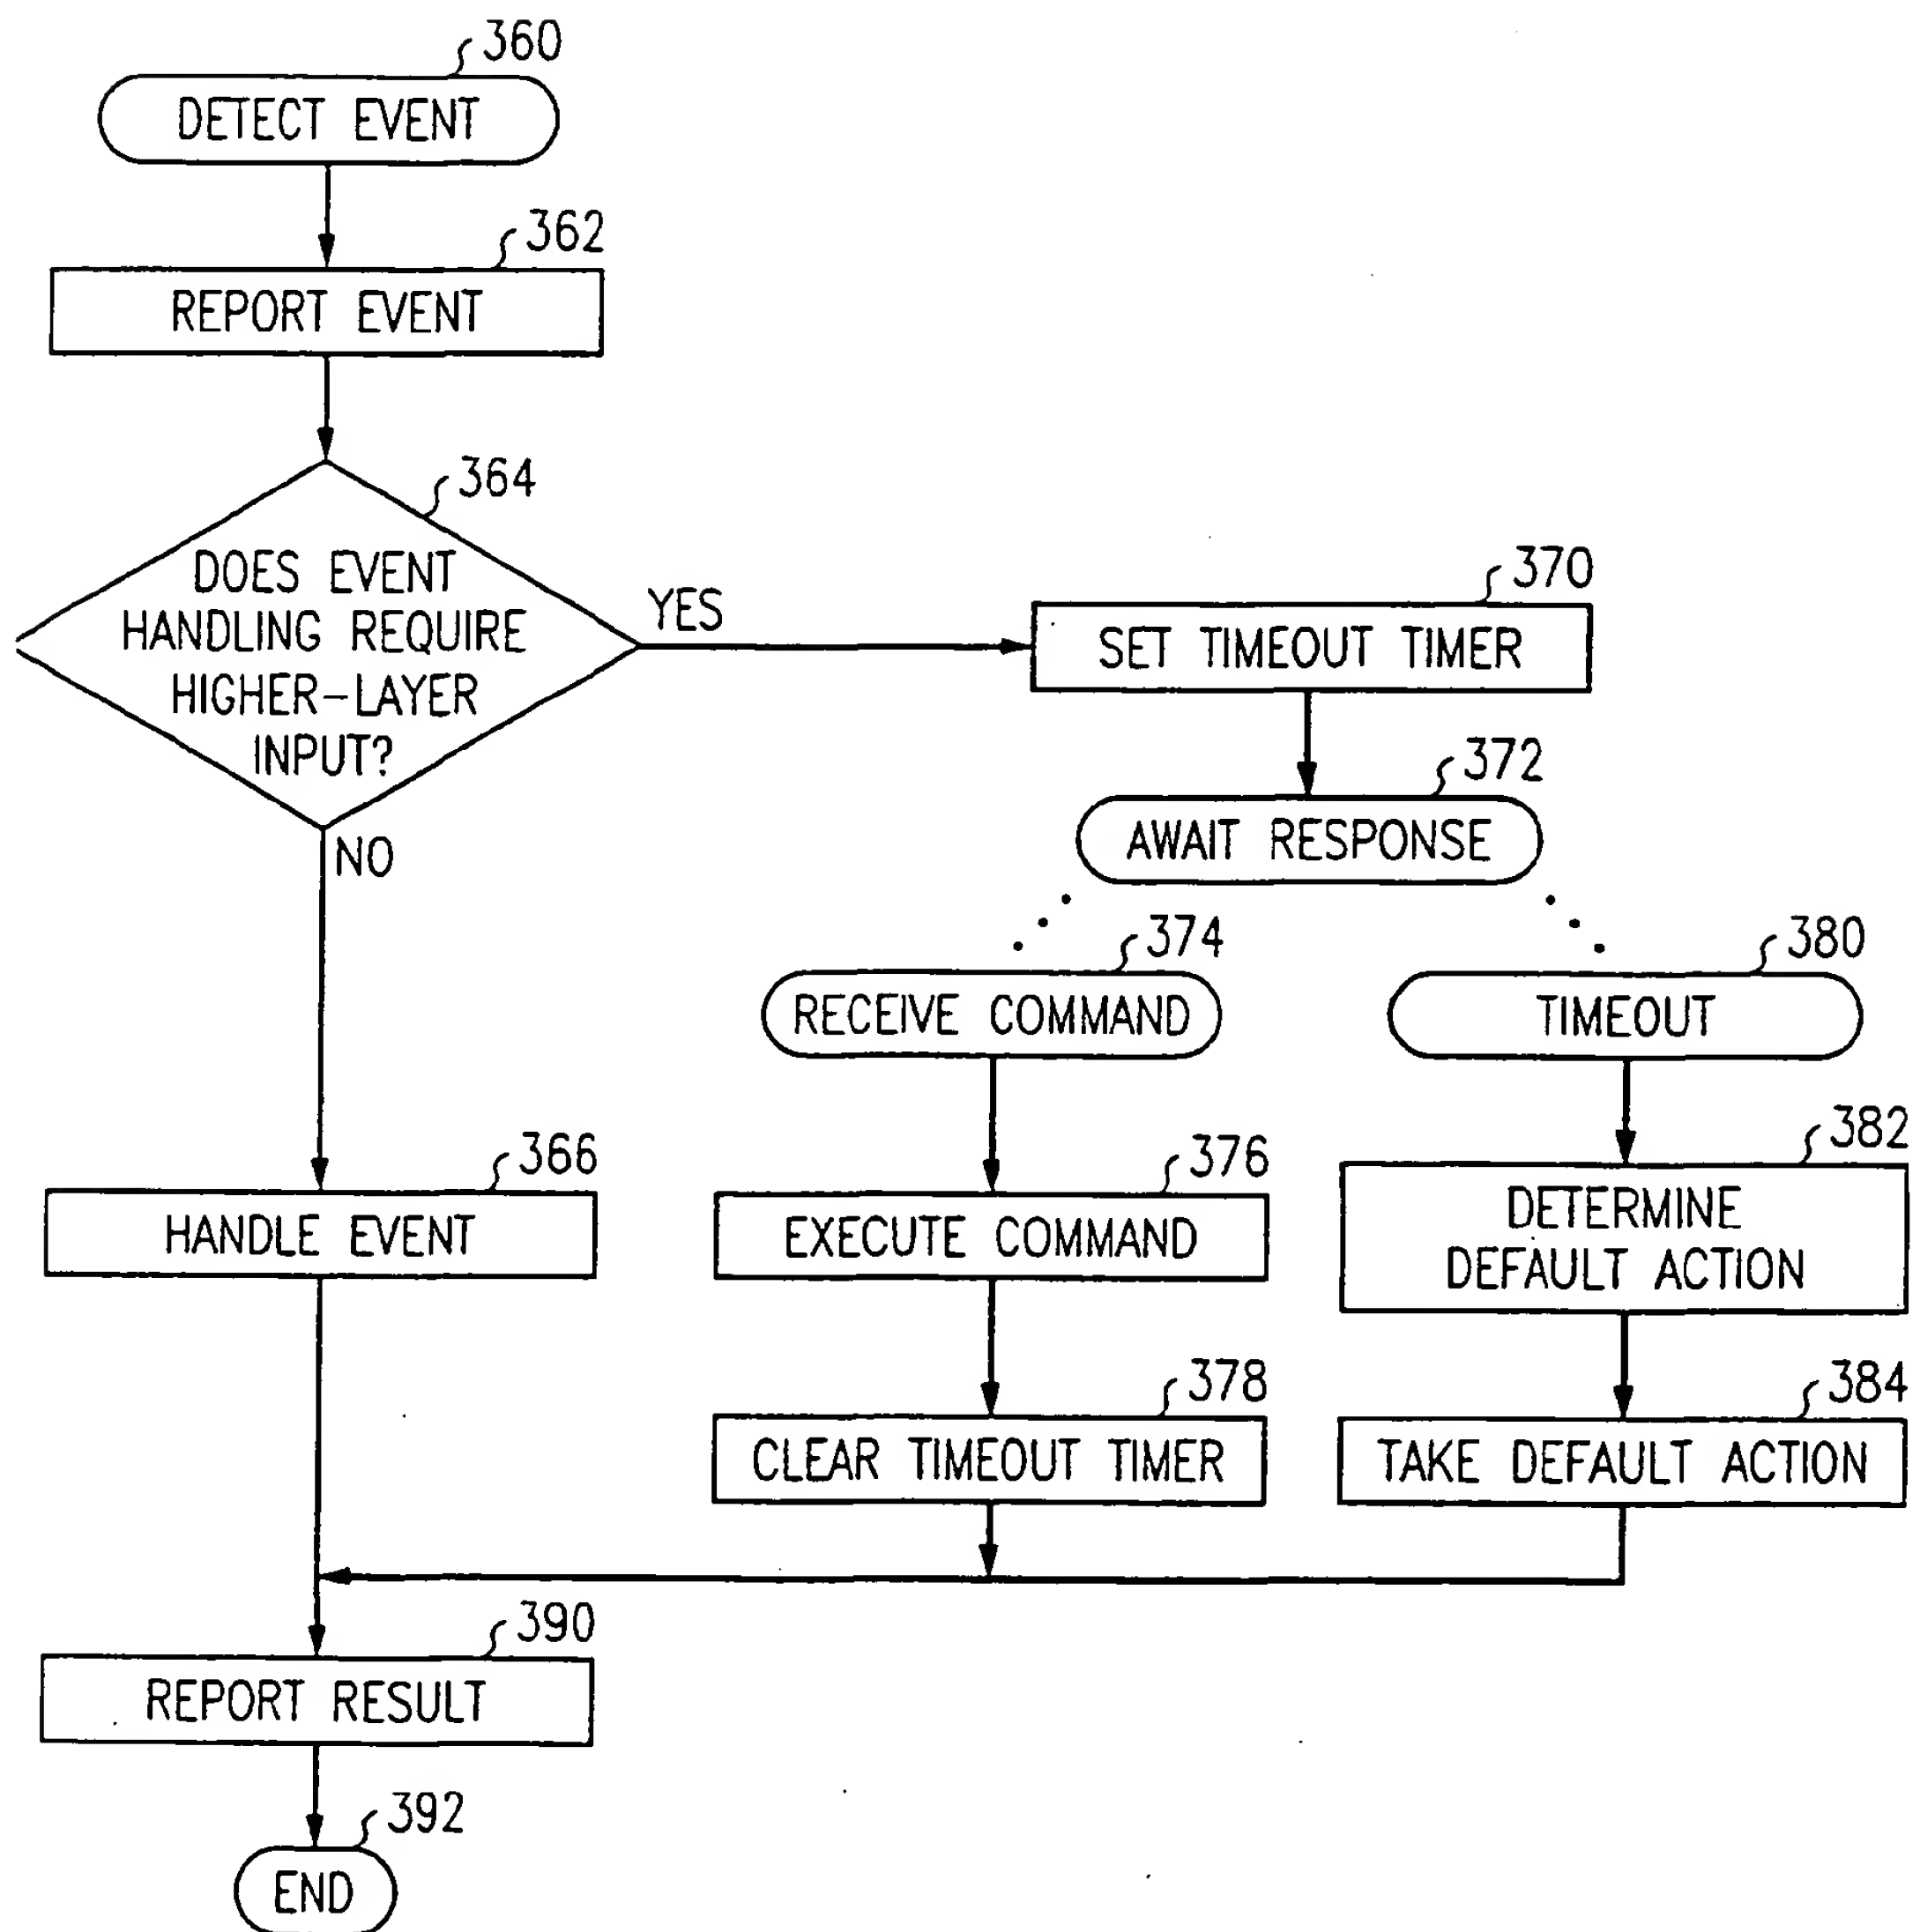 360
DETECT EVENT
362
REPORT EVENT
364
DOES EVENT
HANDLING REQUIRE
HIGHER-LAYER
INPUT?
YES
NO
370
SET TIMEOUT TIMER
372
AWAIT RESPONSE
374
RECEIVE COMMAND
380
TIMEOUT
366
HANDLE EVENT
376
EXECUTE COMMAND
382
DETERMINE
DEFAULT ACTION
378
CLEAR TIMEOUT TIMER
384
TAKE DEFAULT ACTION
390
REPORT RESULT
392
END